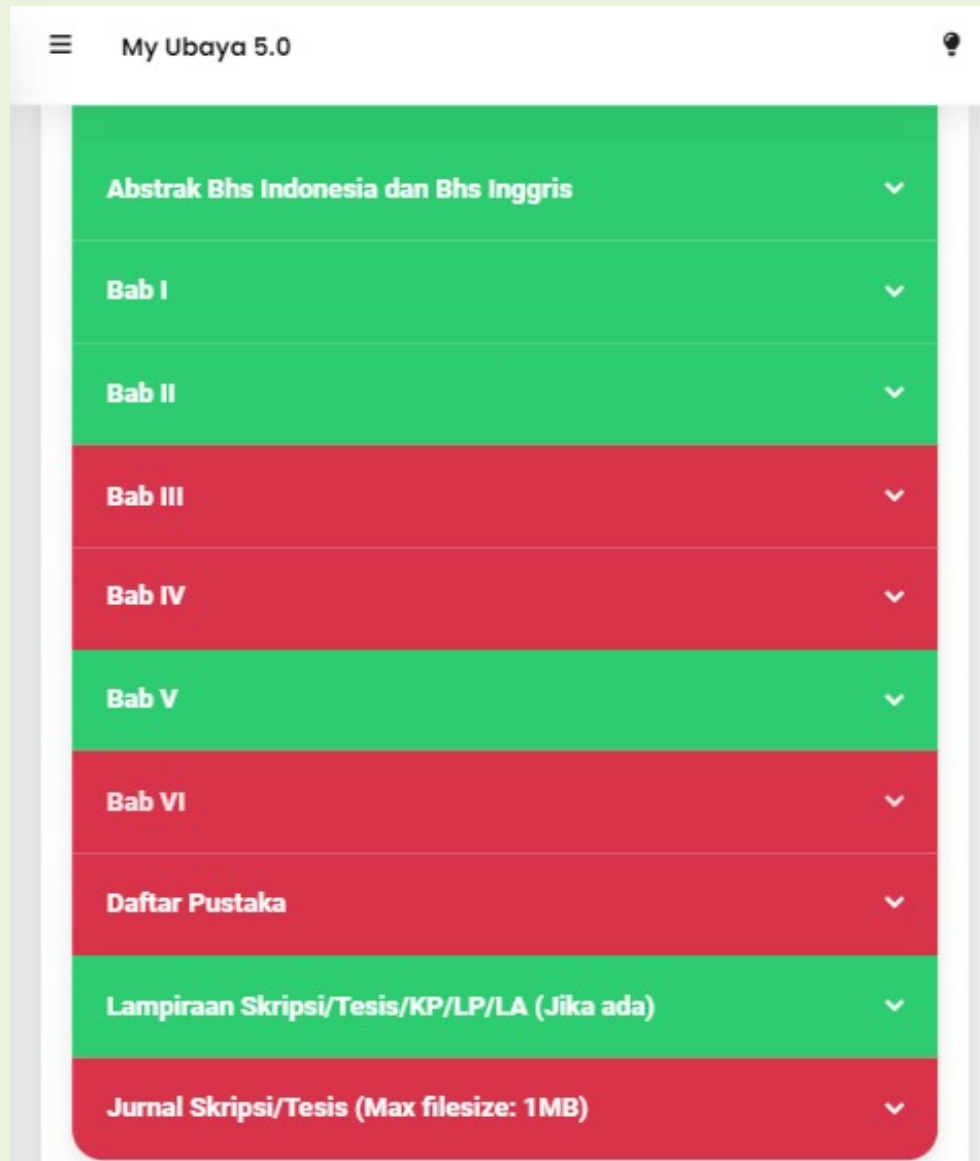 My Ubaya 5.0
Abstrak Bhs Indonesia dan Bhs Inggris
Bab I
Bab II
Bab III
Bab IV
Bab V
Bab VI
Daftar Pustaka
Lampiraan Skripsi/Tesis/KP/LP/LA (Jika ada)
Jurnal Skripsi/Tesis (Max filesize: 1MB)